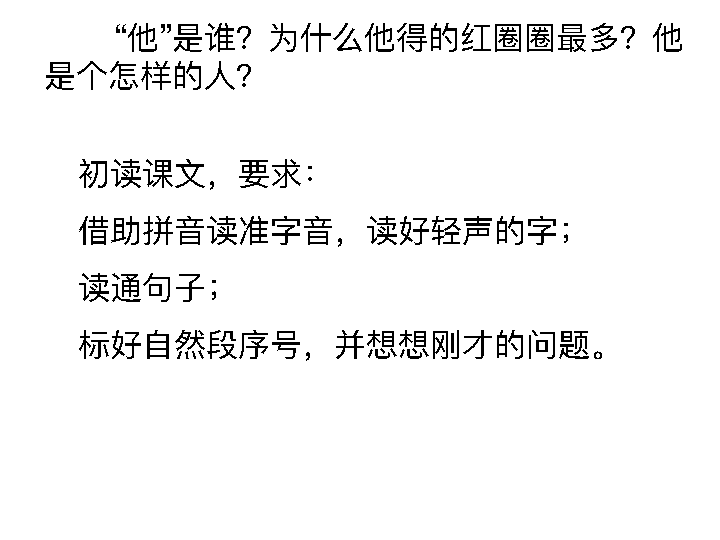 “他”是谁？为什么他得的红圈圈最多？他
是个怎样的人？
初读课文，要求：
借助拼音读准字音，读好轻声的字；
读通句子；
标好自然段序号，并想想刚才的问题。